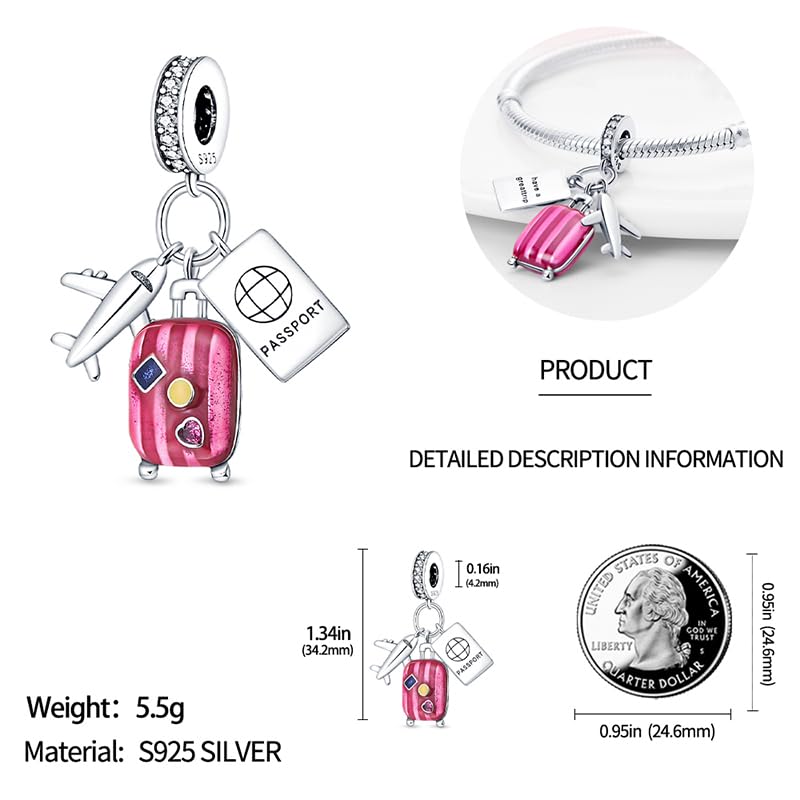 S925
PASSPORT
have a
greattrip
PRODUCT
DETAILED DESCRIPTION INFORMATION
0.16in
(4.2mm)
1.34in
(34.2mm)
PASSPORT
UNITED STATES OF AMERICA
LIBERTY
IN
GOD WE
TRUST
S
QUARTER DOLLAR
0.95in (24.6mm)
0.95in (24.6mm)
Weight: 5.5g
Material: S925 SILVER